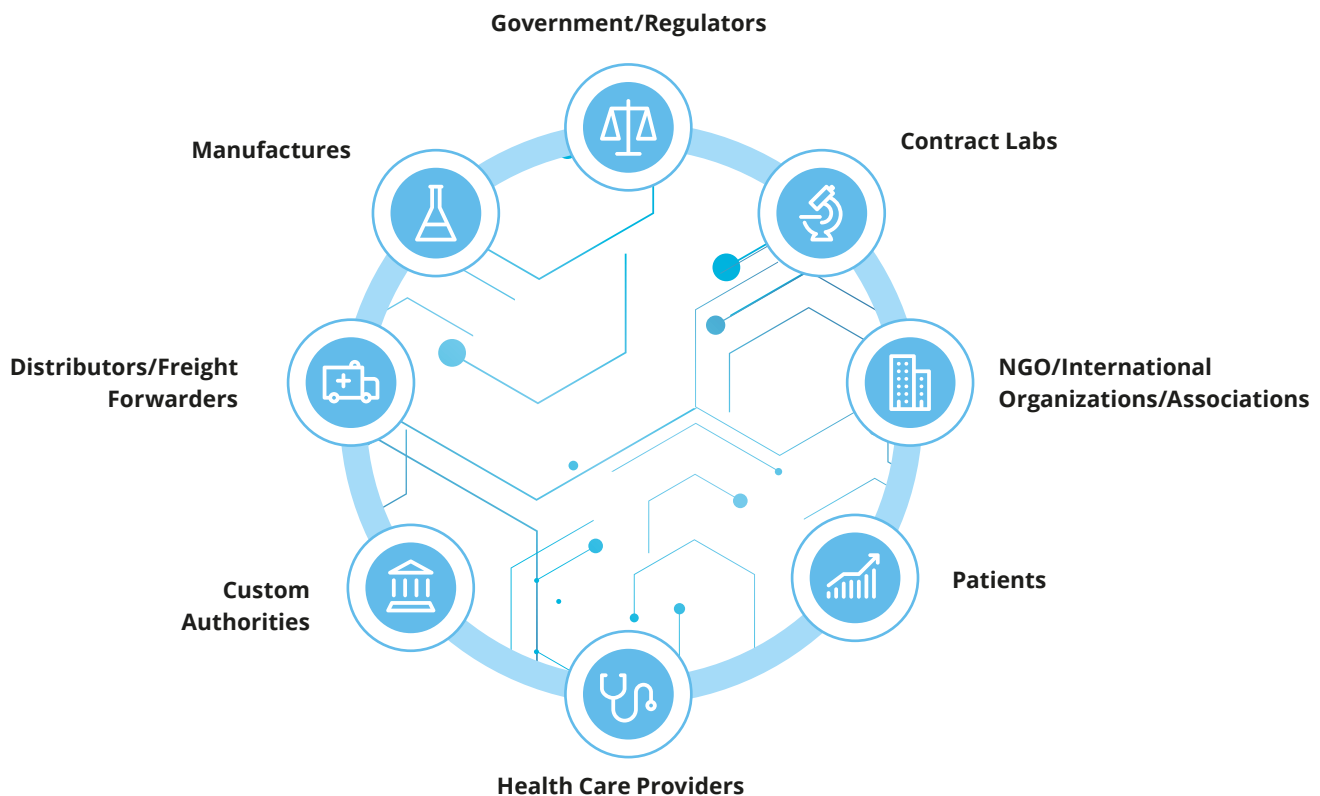 Government/Regulators
Contract Labs
Manufactures
NGO/International
Organizations/Associations
Distributors/Freight
Forwarders
Patients
Custom
Authorities
Health Care Providers